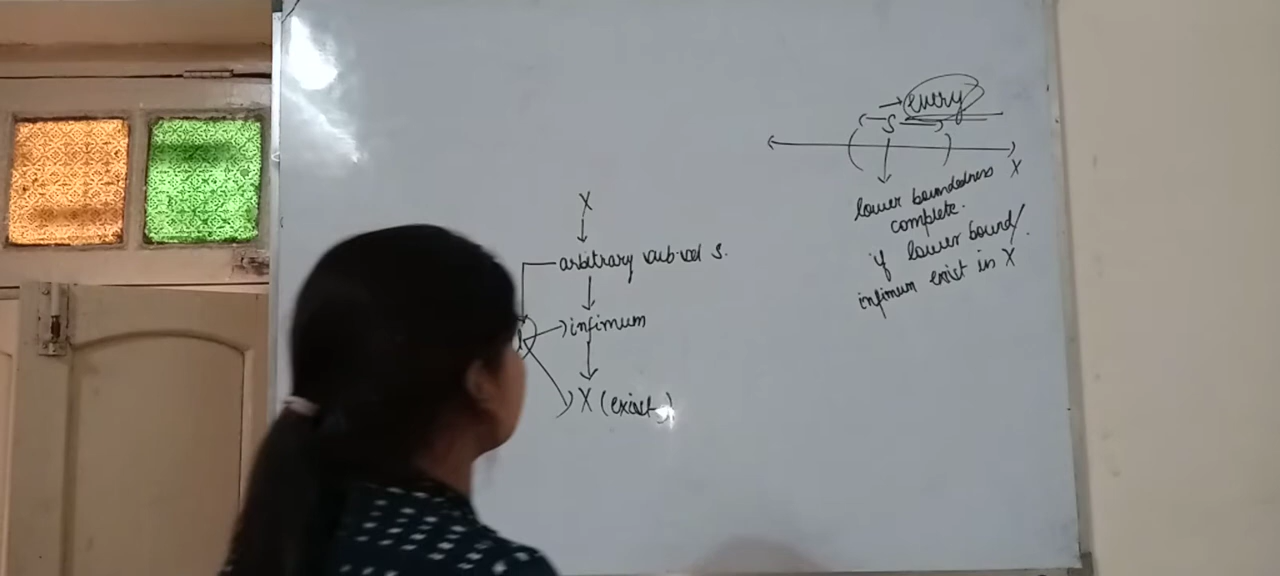 X
arbitrary sub set S.
infimum
X (exist)
every
S
X
lower boundedness
complete.
if lower bound/
infimum exist in X